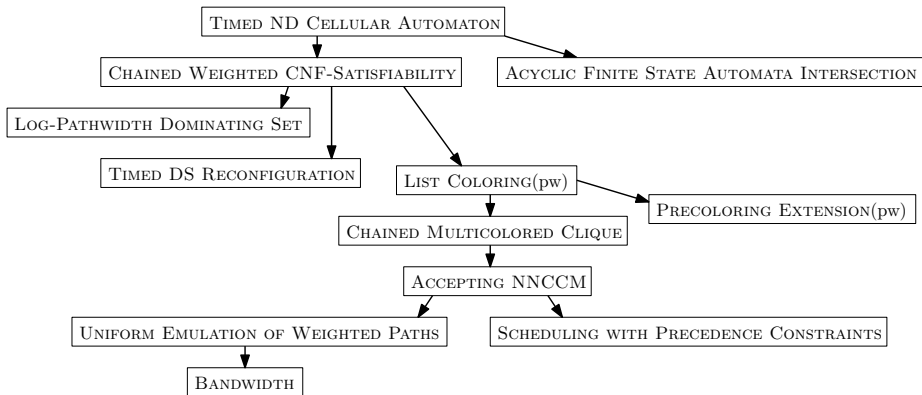 Timed ND Cellular Automaton
Chained Weighted CNF-Satisfiability
Acyclic Finite State Automata Intersection
Log-Pathwidth Dominating Set
Timed DS Reconfiguration
List Coloring(pw)
Precoloring Extension(pw)
Chained Multicolored Clique
Accepting NNCCM
Uniform Emulation of Weighted Paths
Scheduling with Precedence Constraints
Bandwidth